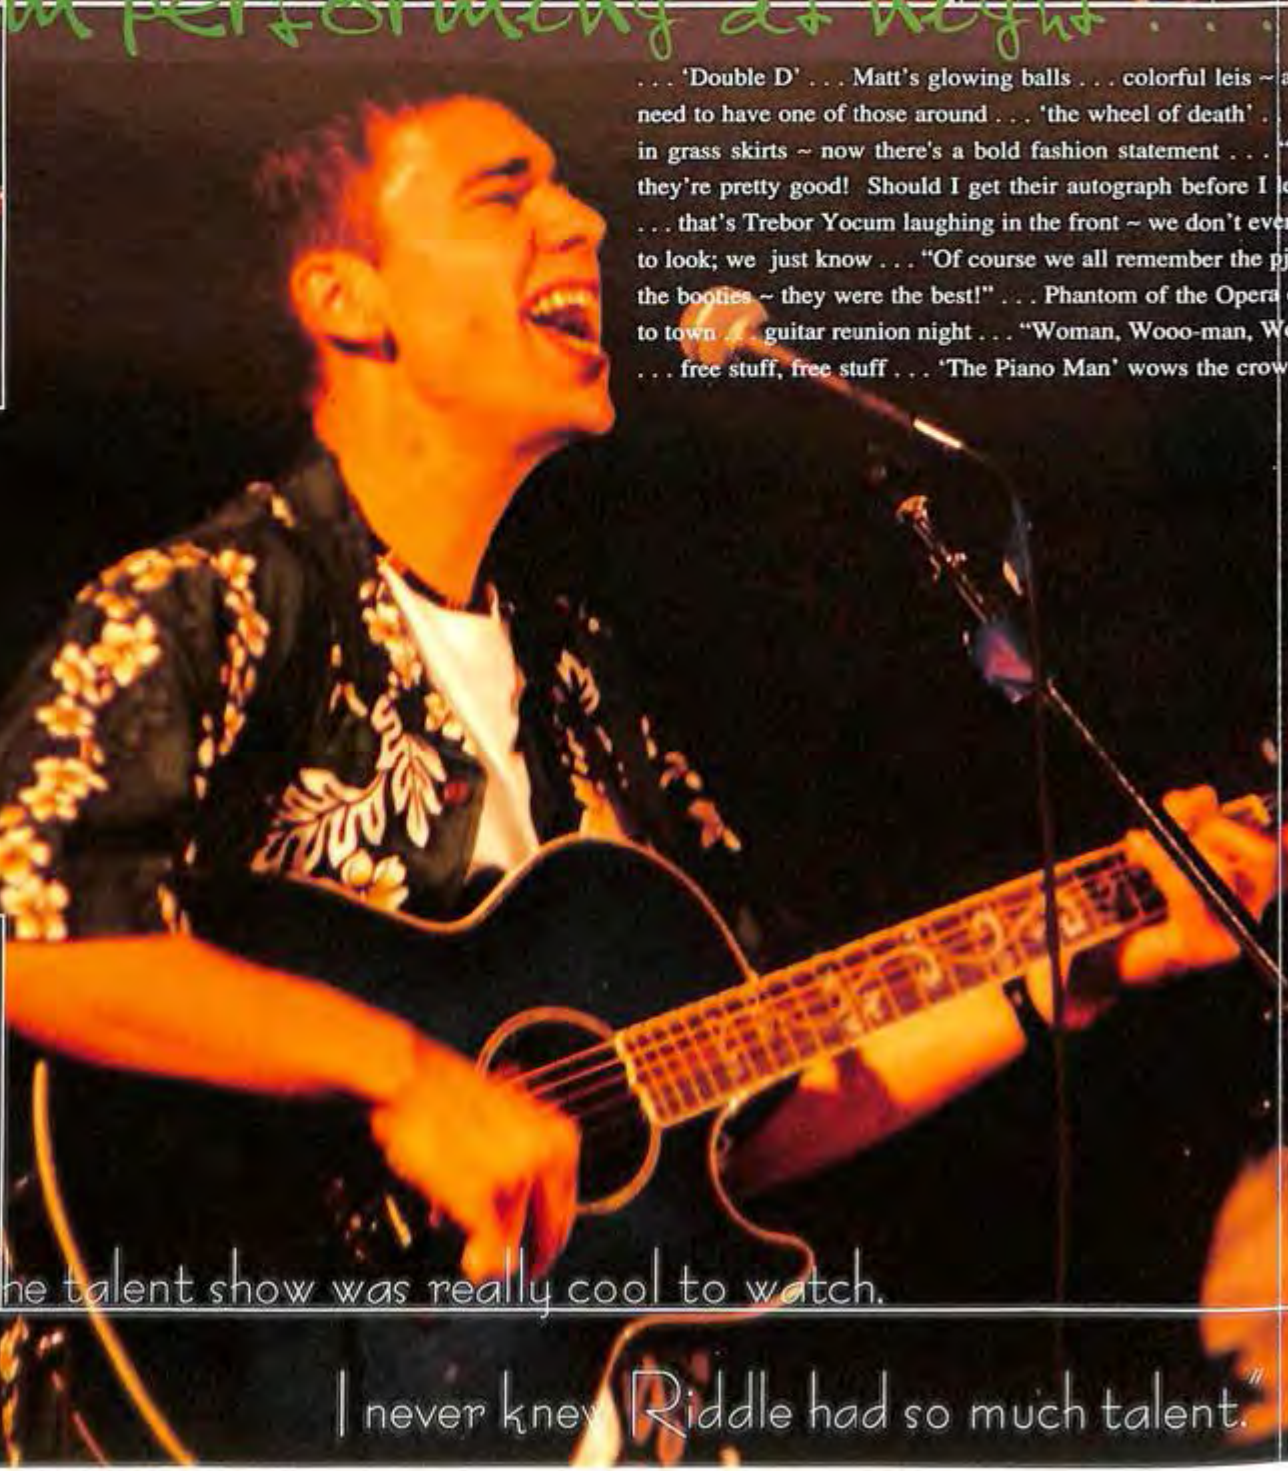 performing at night . . .
. . . ‘Double D’ . . . Matt's glowing balls . . . colorful leis ~
need to have one of those around . . . ‘the wheel of death’ . .
in grass skirts ~ now there's a bold fashion statement . . . “
they're pretty good! Should I get their autograph before I
. . . that's Trebor Yocum laughing in the front ~ we don't even
to look; we just know . . . “Of course we all remember the
the booties ~ they were the best!” . . . Phantom of the Opera
to town . . . guitar reunion night . . . “Woman, Wooo-man,
. . . free stuff, free stuff . . . ‘The Piano Man’ wows the
he talent show was really cool to watch.
I never knew Riddle had so much talent.”